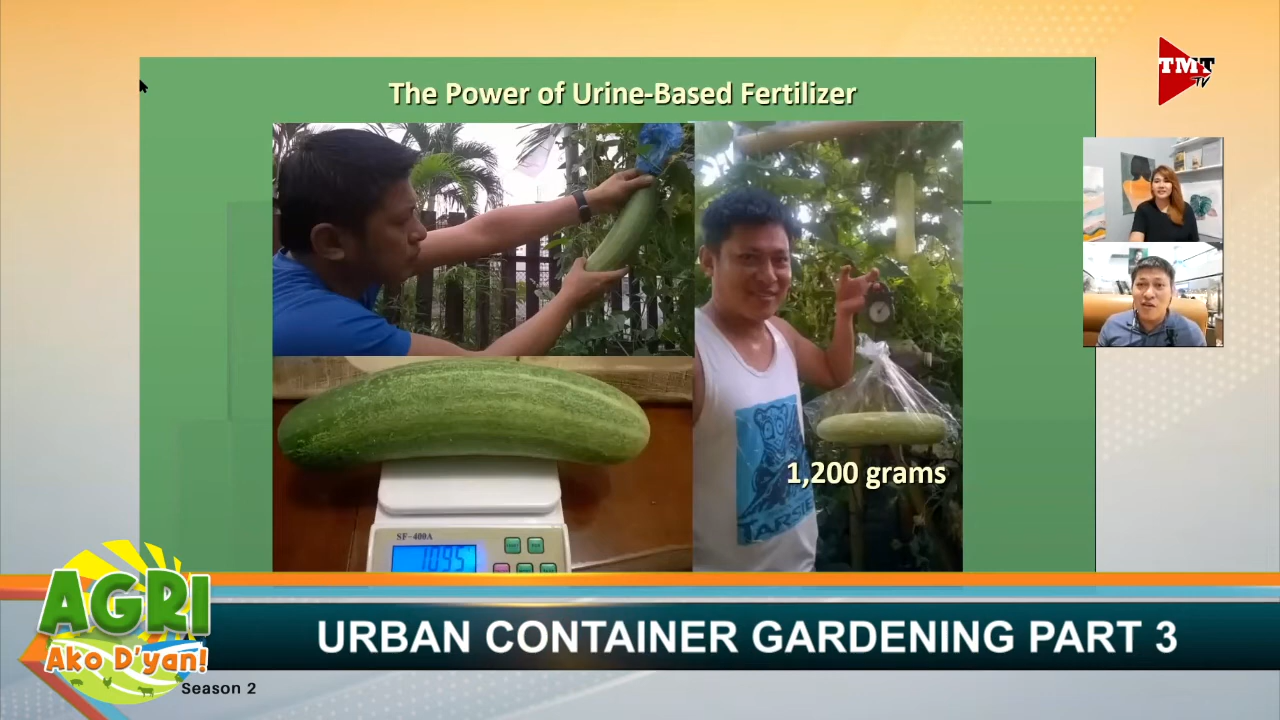 The Power of Urine-Based Fertilizer
TMT
TV
1,200 grams
TARSIE
SF-400A
1095
AGRI
Ako D'yan!
Season 2
URBAN CONTAINER GARDENING PART 3